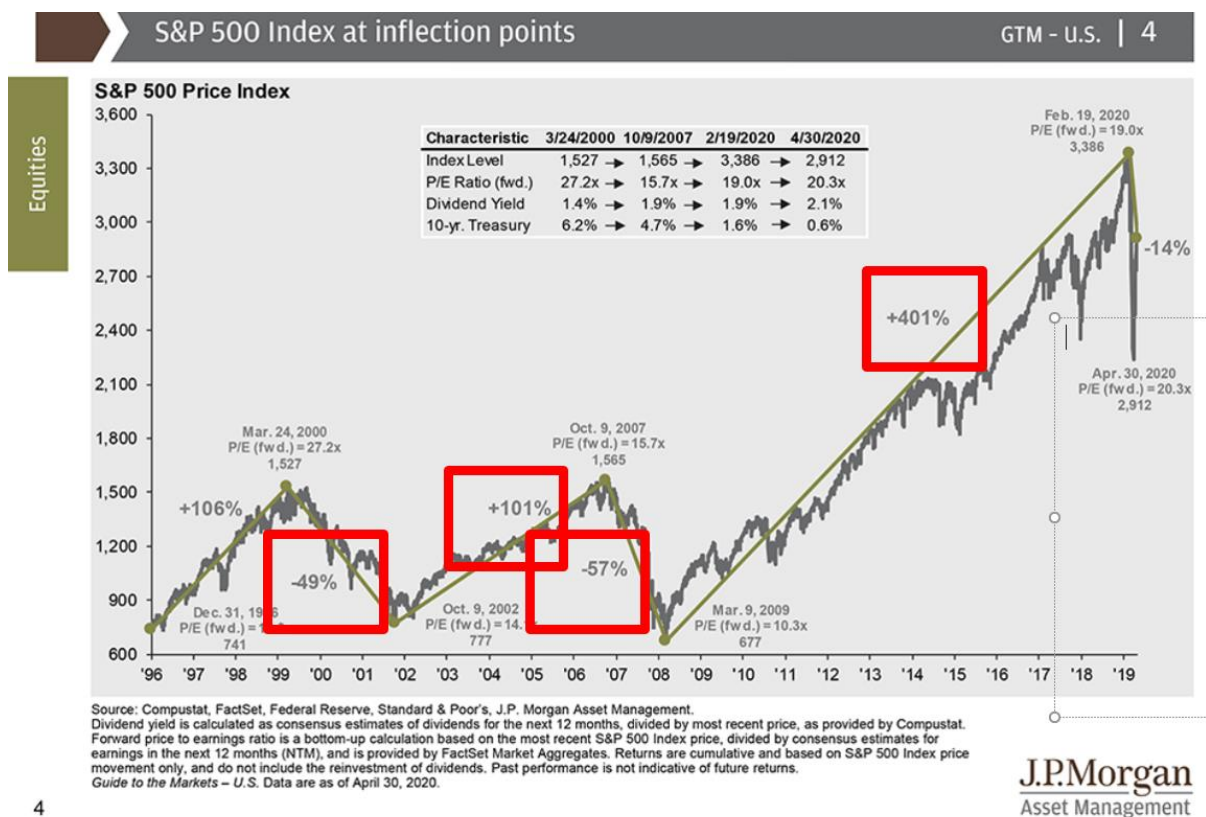 S&P 500 Index at inflection points
GTM – U.S. | 4
Equities
S&P 500 Price Index
3,600
3,300
3,000
2,700
2,400
2,100
1,800
1,500
1,200
900
600
Characteristic 3/24/2000 10/9/2007 2/19/2020 4/30/2020
Index Level 1,527 → 1,565 → 3,386 → 2,912
P/E Ratio (fwd.) 27.2x → 15.7x → 19.0x → 20.3x
Dividend Yield 1.4% → 1.9% → 1.9% → 2.1%
10-yr. Treasury 6.2% → 4.7% → 1.6% → 0.6%
Feb. 19, 2020
P/E (fwd.) = 19.0x
3,386
-14%
+401%
Apr. 30, 2020
P/E (fwd.) = 20.3x
2,912
Mar. 24, 2000
P/E (fwd.) = 27.2x
1,527
Oct. 9, 2007
P/E (fwd.) = 15.7x
1,565
+106%
+101%
-49%
-57%
Dec. 31,
P/E (fwd.) =
741
Oct. 9, 2002
P/E (fwd.) =
777
Mar. 9, 2009
P/E (fwd.) = 10.3x
677
'96 '97 '98 '99 '00 '01 '02 '03 '04 '05 '06 '07 '08 '09 '10 '11 '12 '13 '14 '15 '16 '17 '18 '19
Source: Compustat, FactSet, Federal Reserve, Standard & Poor's, J.P. Morgan Asset Management.
Dividend yield is calculated as consensus estimates of dividends for the next 12 months, divided by most recent price, as provided by Compustat.
Forward price to earnings ratio is a bottom-up calculation based on the most recent S&P 500 Index price, divided by consensus estimates for
earnings in the next 12 months (NTM), and is provided by FactSet Market Aggregates. Returns are cumulative and based on S&P 500 Index price
movement only, and do not include the reinvestment of dividends. Past performance is not indicative of future returns.
Guide to the Markets – U.S. Data are as of April 30, 2020.
J.P.Morgan
Asset Management
4